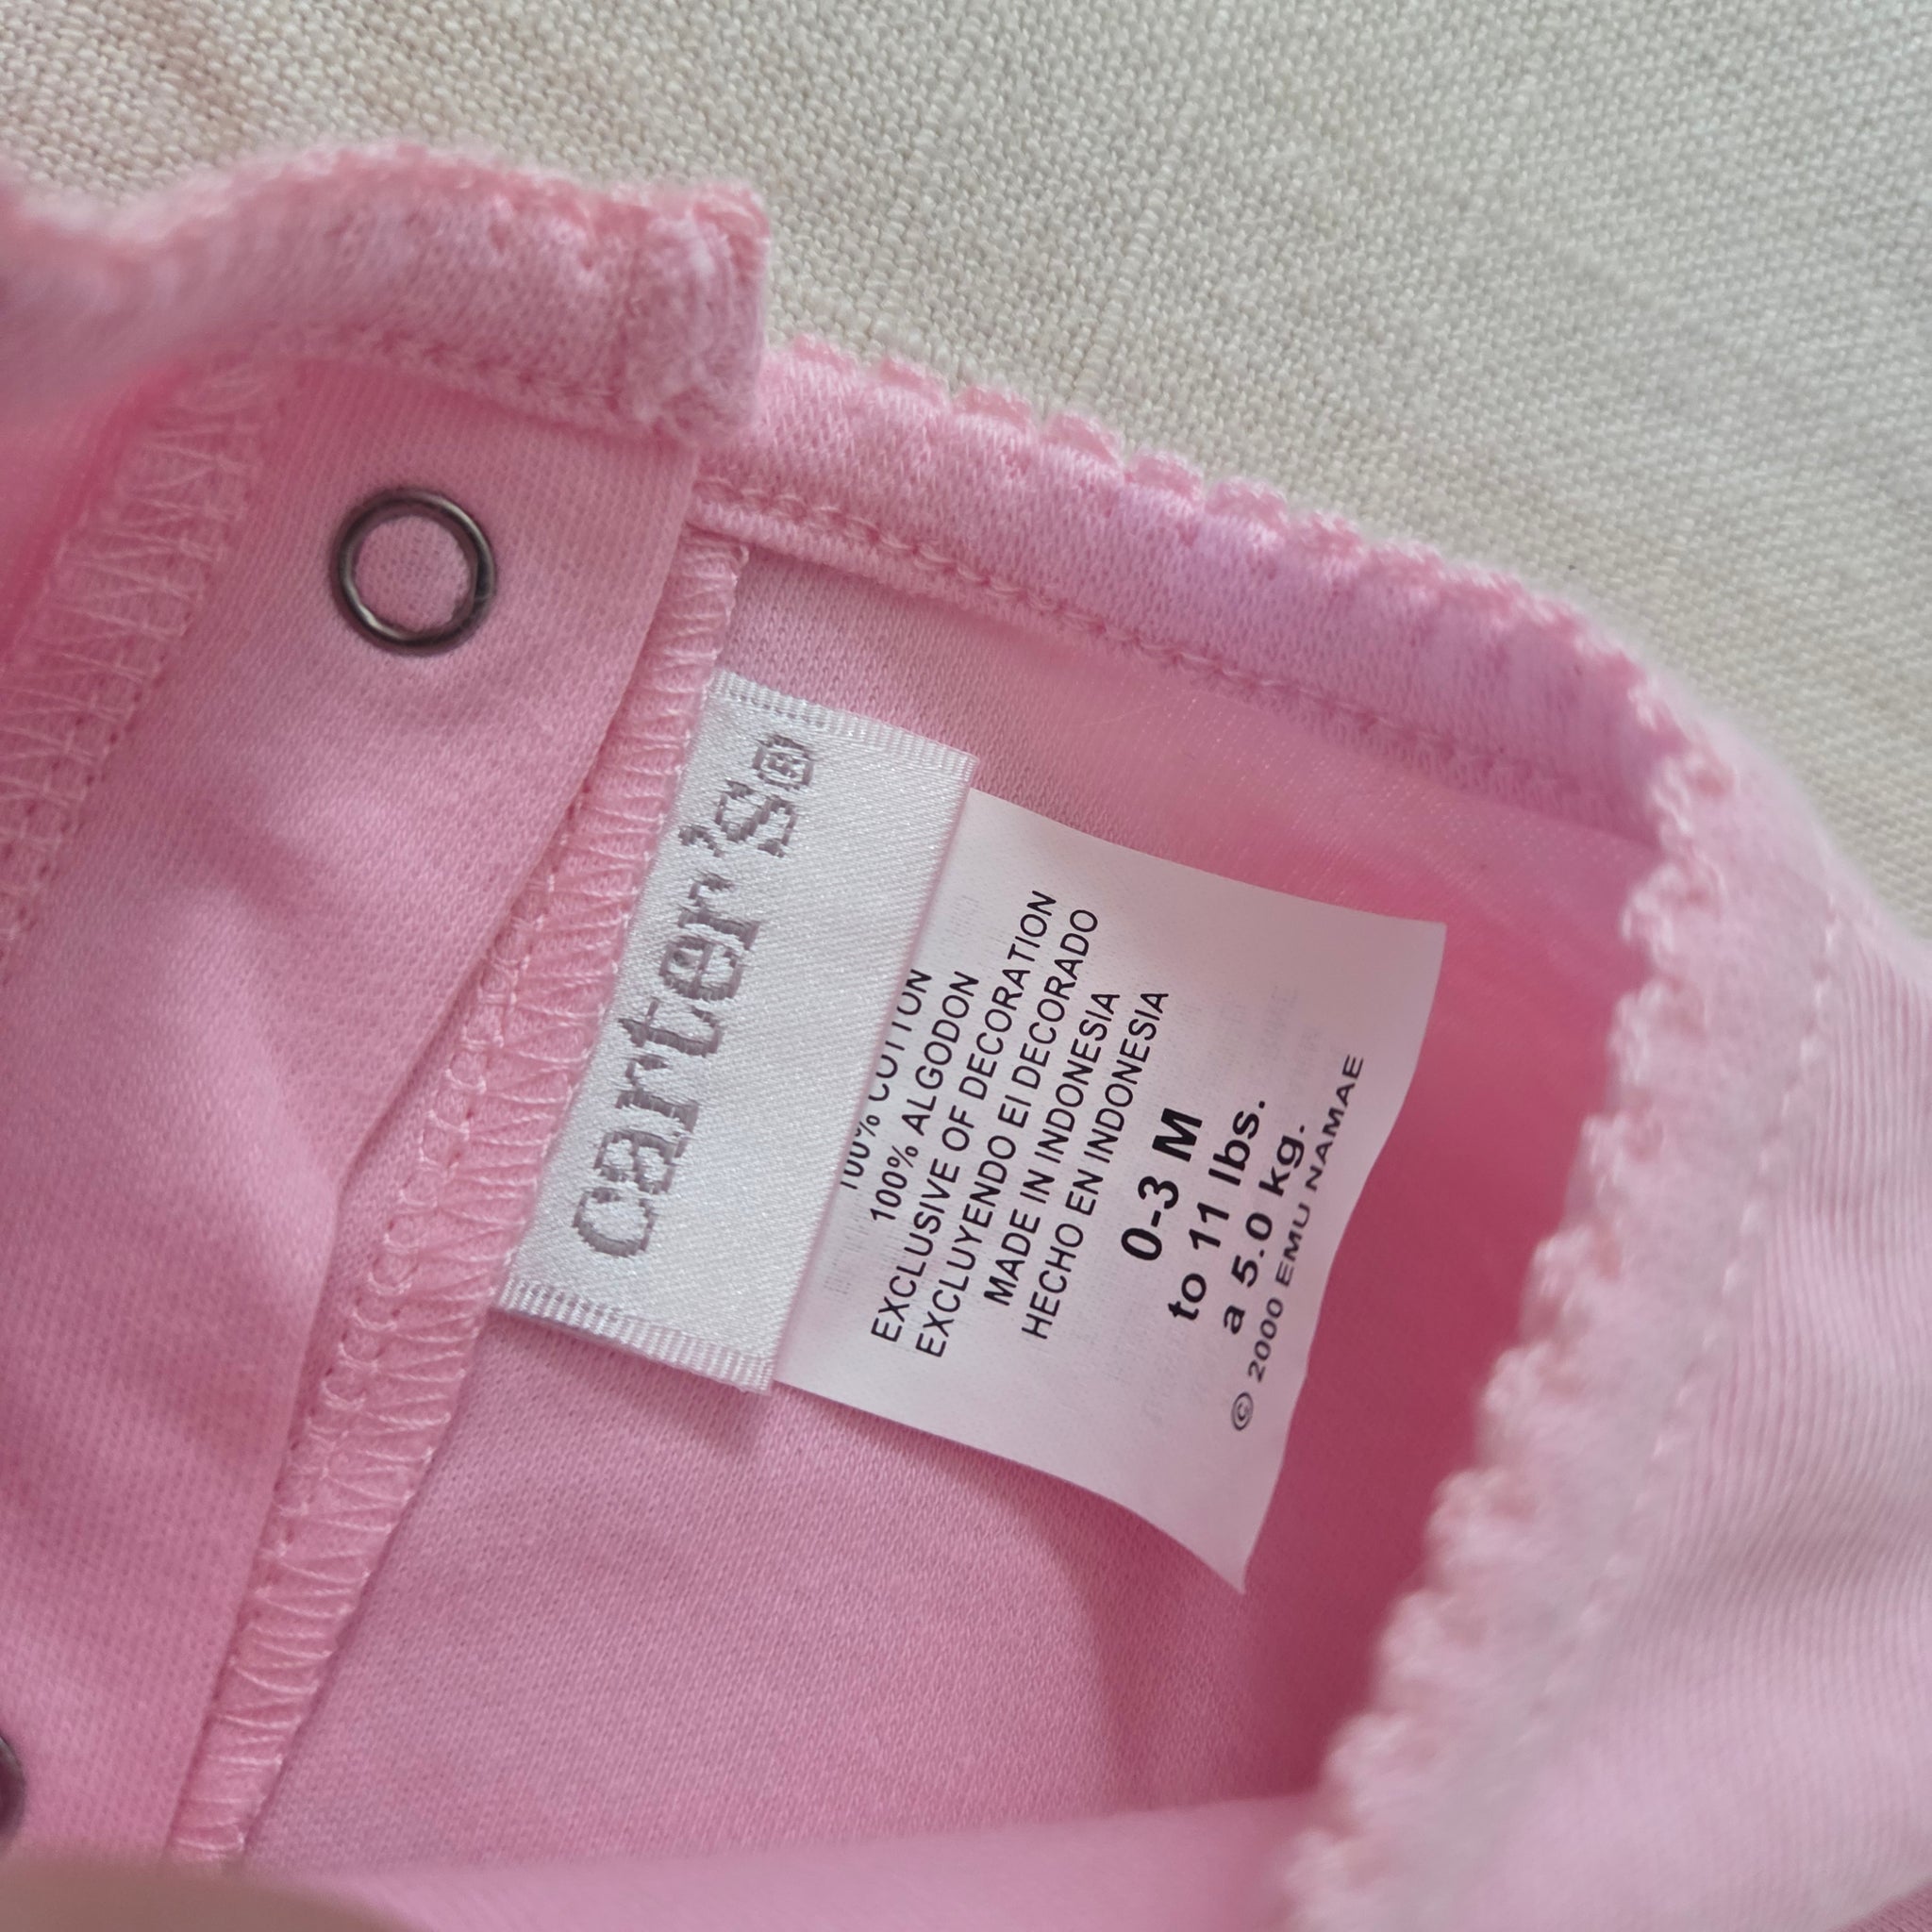 carter's®
100% COTTON
100% ALGODON
EXCLUSIVE OF DECORATION
EXCLUYENDO El DECORADO
MADE IN INDONESIA
HECHO EN INDONESIA
0-3 M
to 11 lbs.
a 5.0 kg.
© 2000 EMU NAMAE